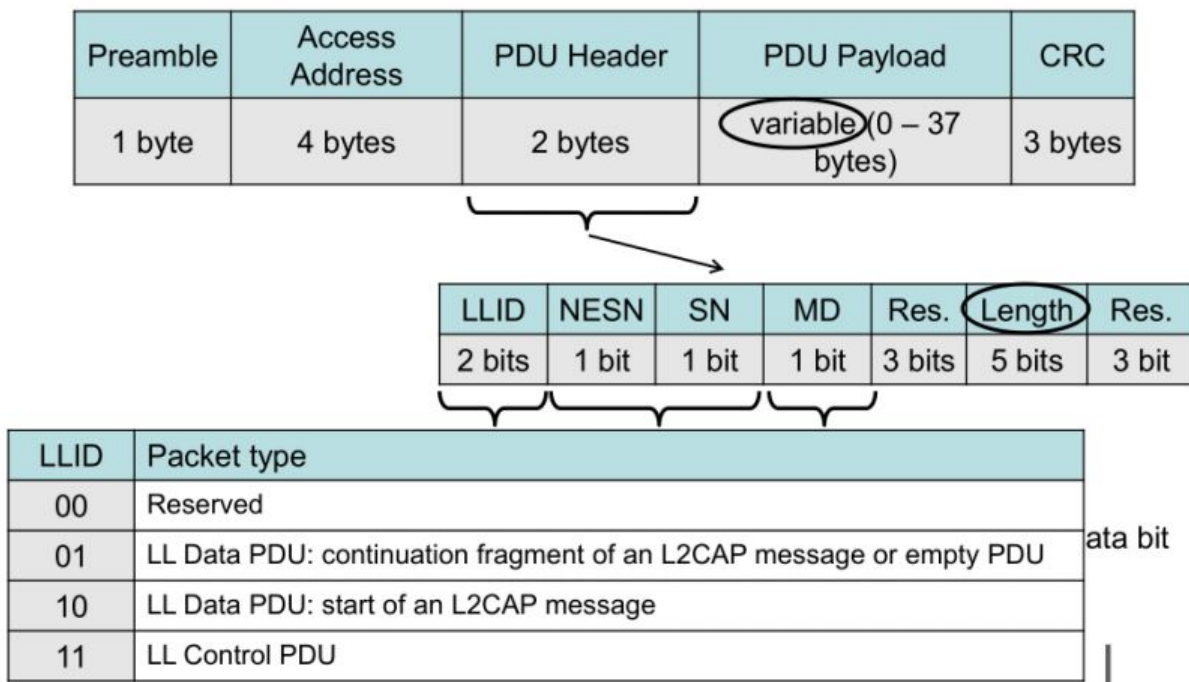 Preamble
Access
Address
PDU Header
PDU Payload
CRC
1 byte
4 bytes
2 bytes
variable (0 – 37
bytes)
3 bytes
LLID NESN SN MD Res. Length Res.
2 bits 1 bit 1 bit 1 bit 3 bits 5 bits 3 bit
LLID Packet type
00 Reserved
01 LL Data PDU: continuation fragment of an L2CAP message or empty PDU
ata bit
10 LL Data PDU: start of an L2CAP message
11 LL Control PDU